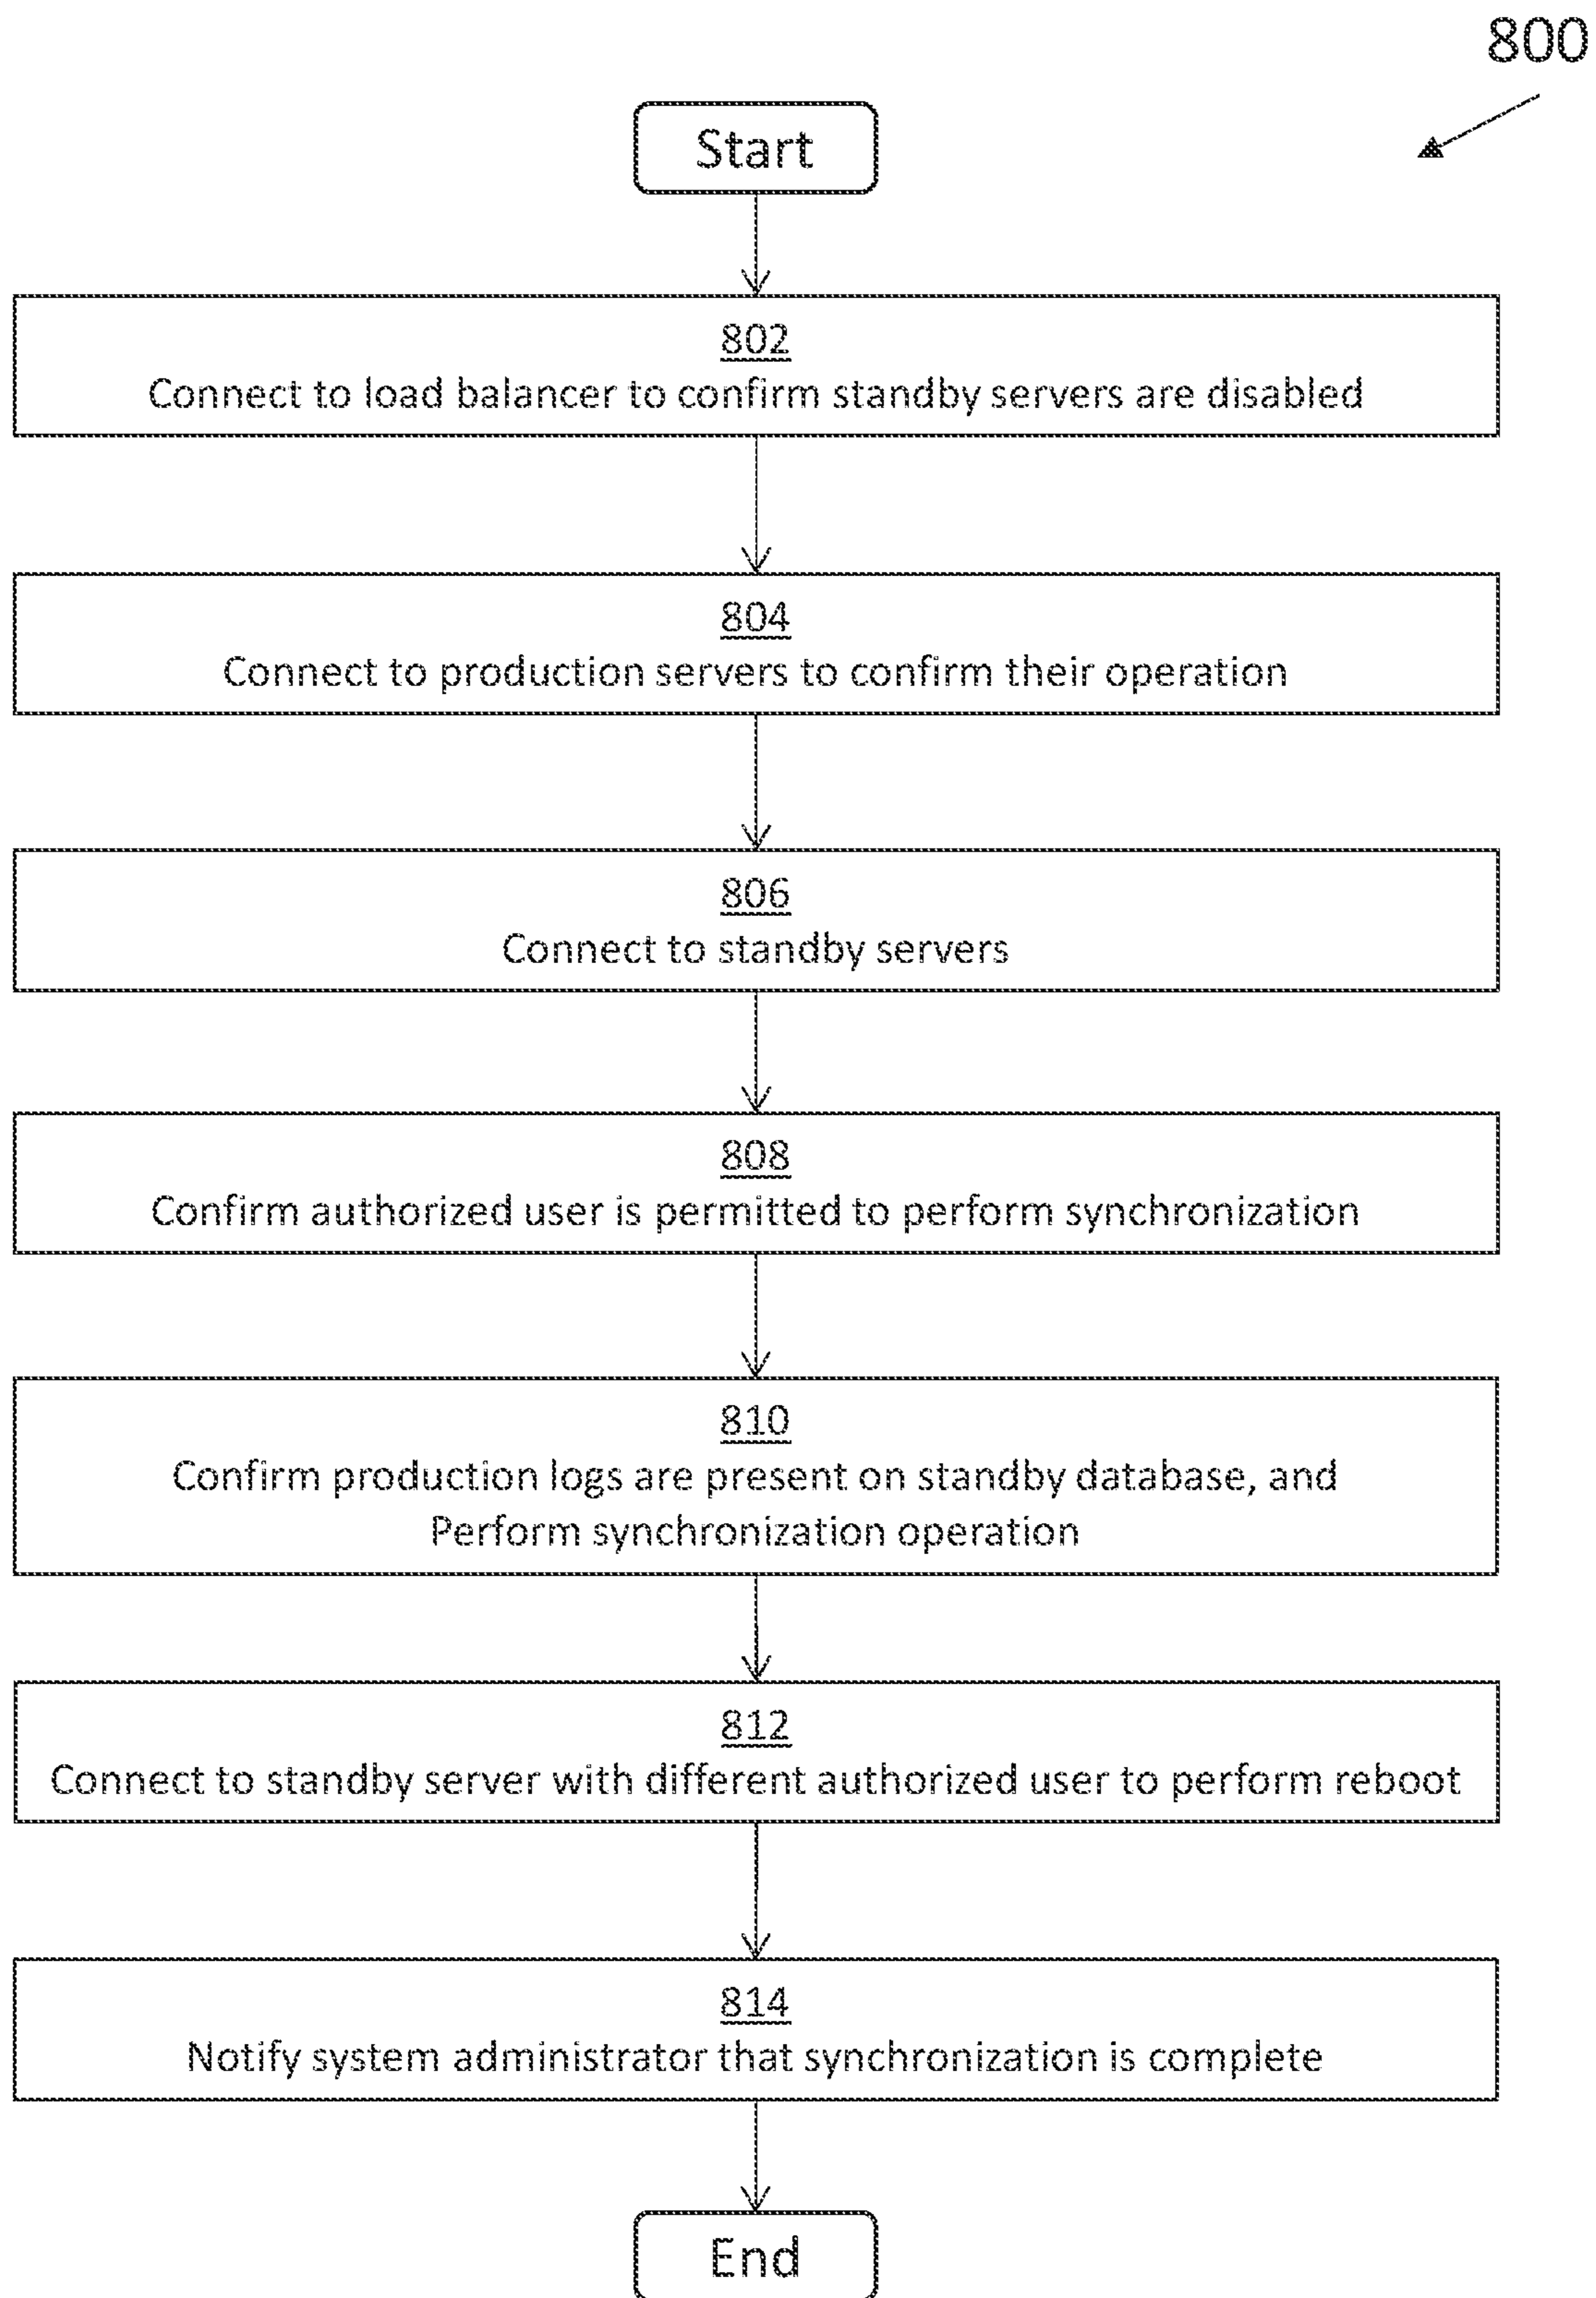 800
Start
802
Connect to load balancer to confirm standby servers are disabled
804
Connect to production servers to confirm their operation
806
Connect to standby servers
808
Confirm authorized user is permitted to perform synchronization
810
Confirm production logs are present on standby database, and
Perform synchronization operation
812
Connect to standby server with different authorized user to perform reboot
814
Notify system administrator that synchronization is complete
End